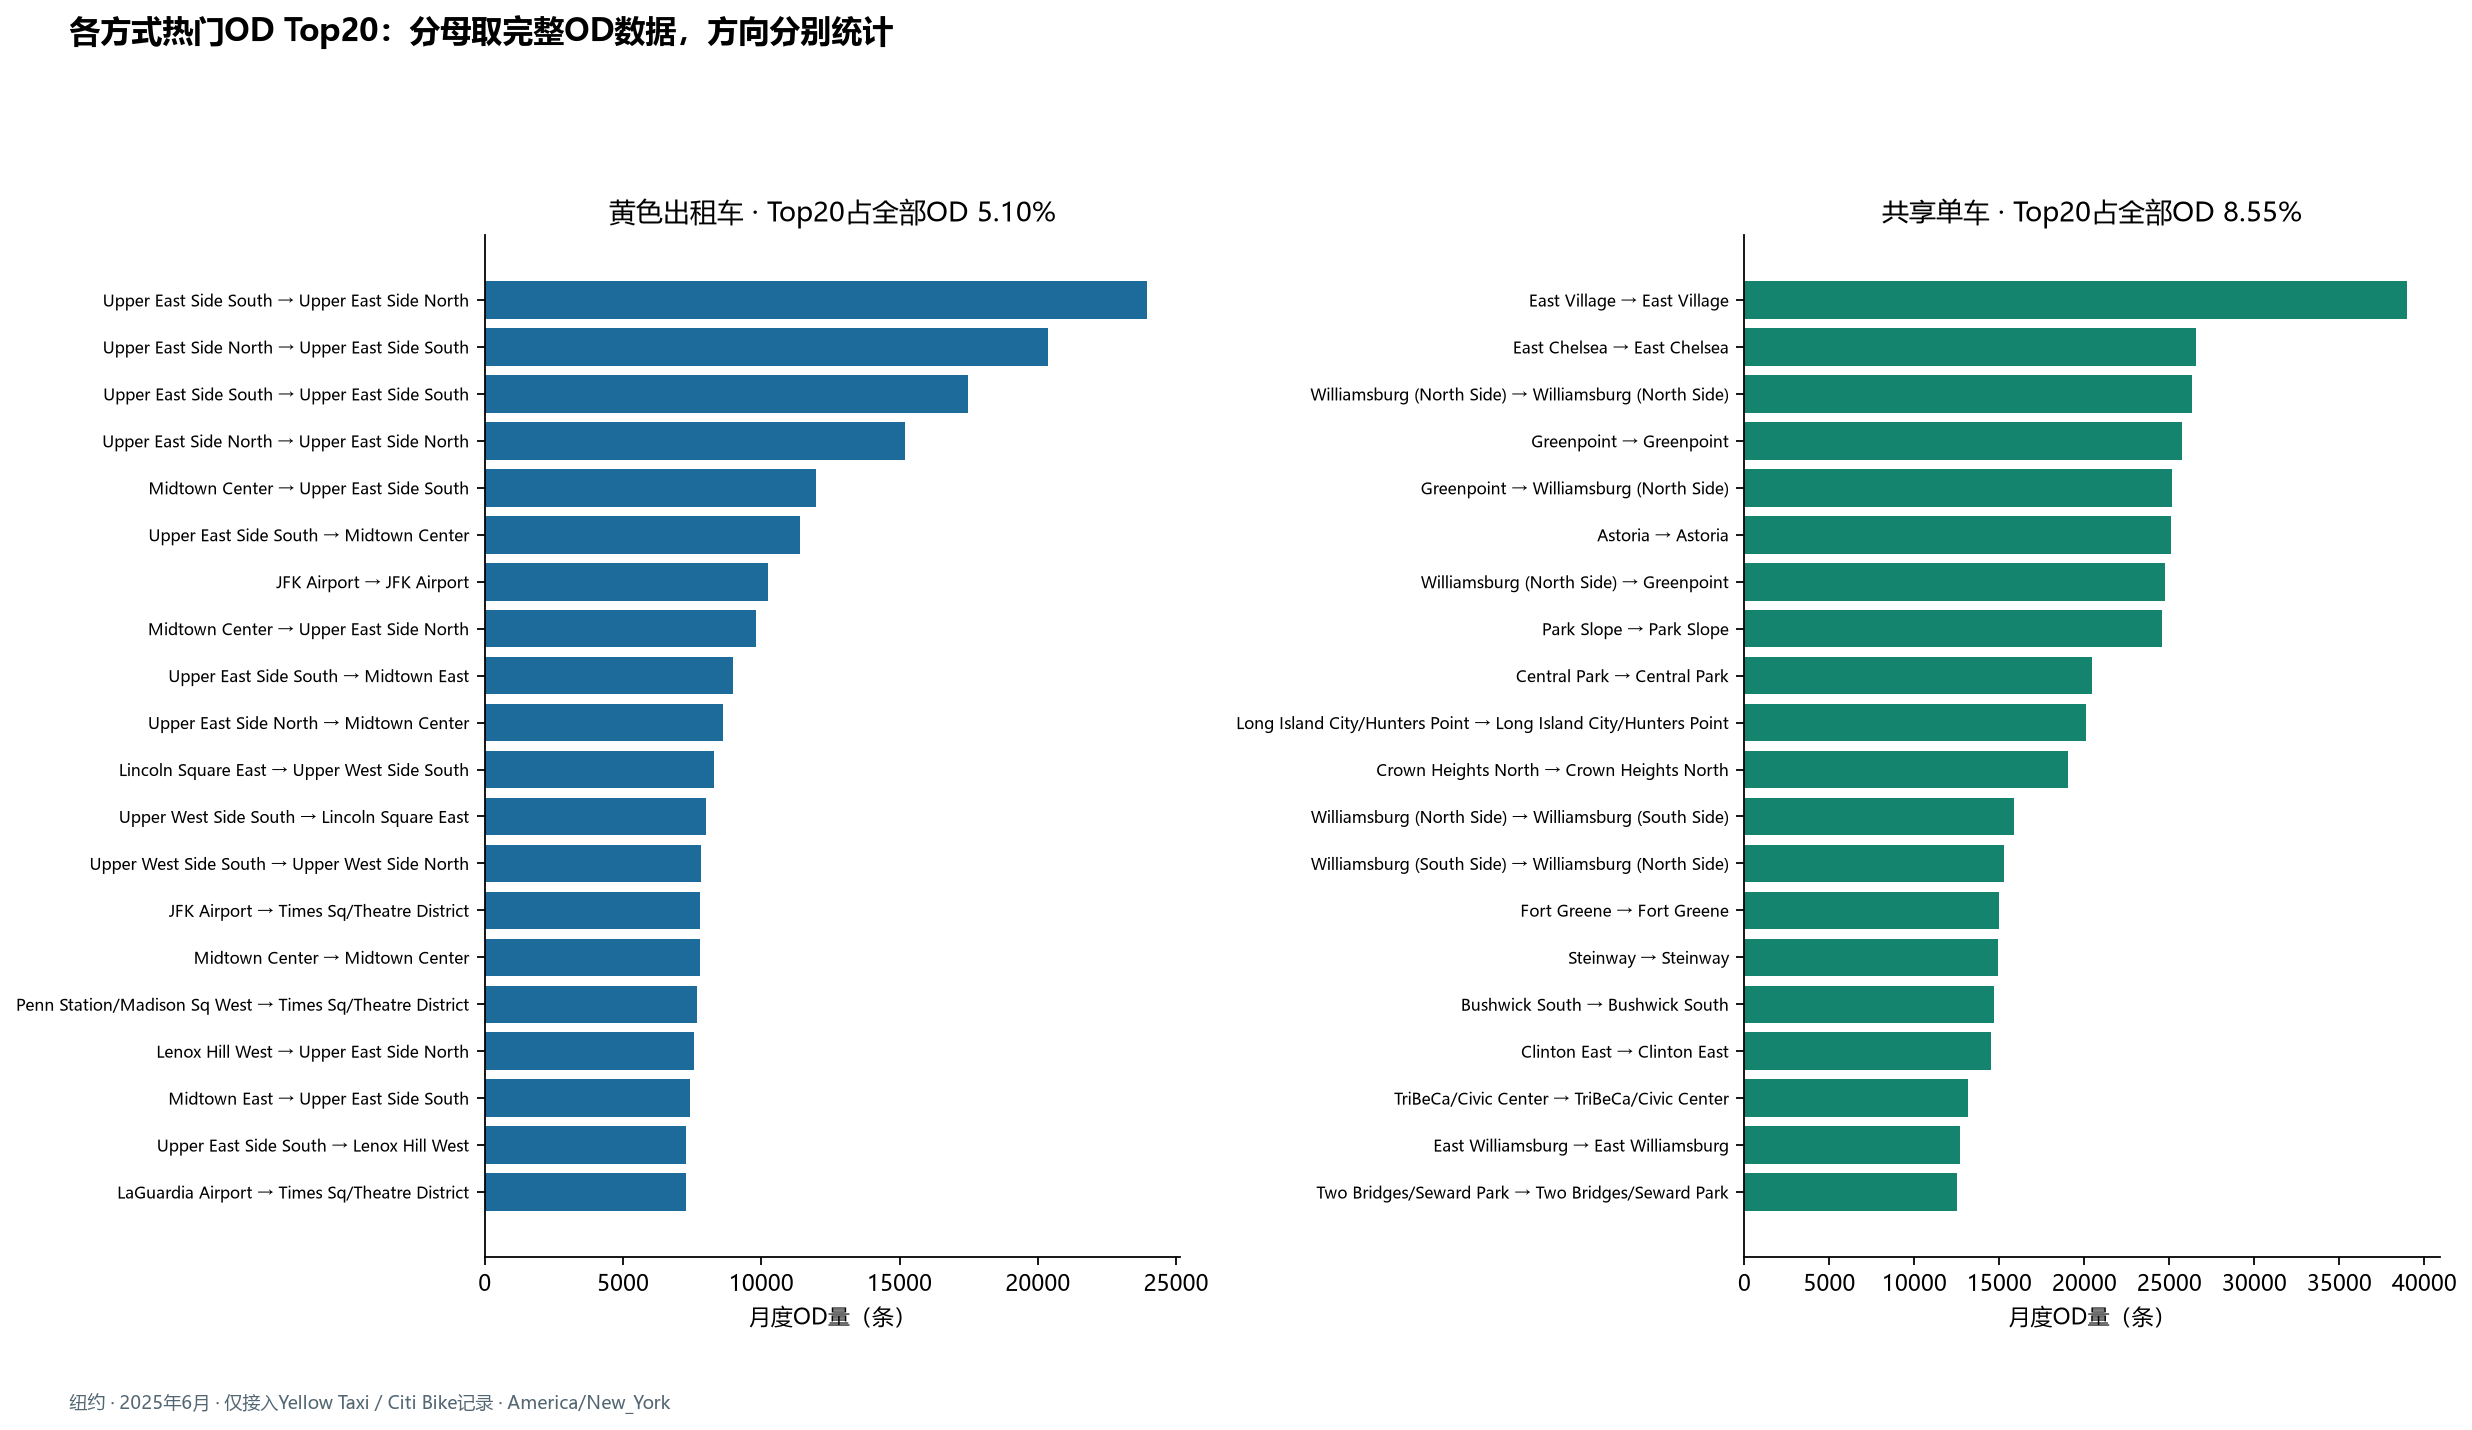 各方式热门OD Top20：分母取完整OD数据，方向分别统计
黄色出租车 · Top20占全部OD 5.10%
Upper East Side South → Upper East Side North
Upper East Side North → Upper East Side South
Upper East Side South → Upper East Side South
Upper East Side North → Upper East Side North
Midtown Center → Upper East Side South
Upper East Side South → Midtown Center
JFK Airport → JFK Airport
Midtown Center → Upper East Side North
Upper East Side South → Midtown East
Upper East Side North → Midtown Center
Lincoln Square East → Upper West Side South
Upper West Side South → Lincoln Square East
Upper West Side South → Upper West Side North
JFK Airport → Times Sq/Theatre District
Midtown Center → Midtown Center
Penn Station/Madison Sq West → Times Sq/Theatre District
Lenox Hill West → Upper East Side North
Midtown East → Upper East Side South
Upper East Side South → Lenox Hill West
LaGuardia Airport → Times Sq/Theatre District
0 5000 10000 15000 20000 25000
月度OD量（条）
共享单车 · Top20占全部OD 8.55%
East Village → East Village
East Chelsea → East Chelsea
Williamsburg (North Side) → Williamsburg (North Side)
Greenpoint → Greenpoint
Greenpoint → Williamsburg (North Side)
Astoria → Astoria
Williamsburg (North Side) → Greenpoint
Park Slope → Park Slope
Central Park → Central Park
Long Island City/Hunters Point → Long Island City/Hunters Point
Crown Heights North → Crown Heights North
Williamsburg (North Side) → Williamsburg (South Side)
Williamsburg (South Side) → Williamsburg (North Side)
Fort Greene → Fort Greene
Steinway → Steinway
Bushwick South → Bushwick South
Clinton East → Clinton East
TriBeCa/Civic Center → TriBeCa/Civic Center
East Williamsburg → East Williamsburg
Two Bridges/Seward Park → Two Bridges/Seward Park
0 5000 10000 15000 20000 25000 30000 35000 40000
月度OD量（条）
纽约 · 2025年6月 · 仅接入Yellow Taxi / Citi Bike记录 · America/New_York